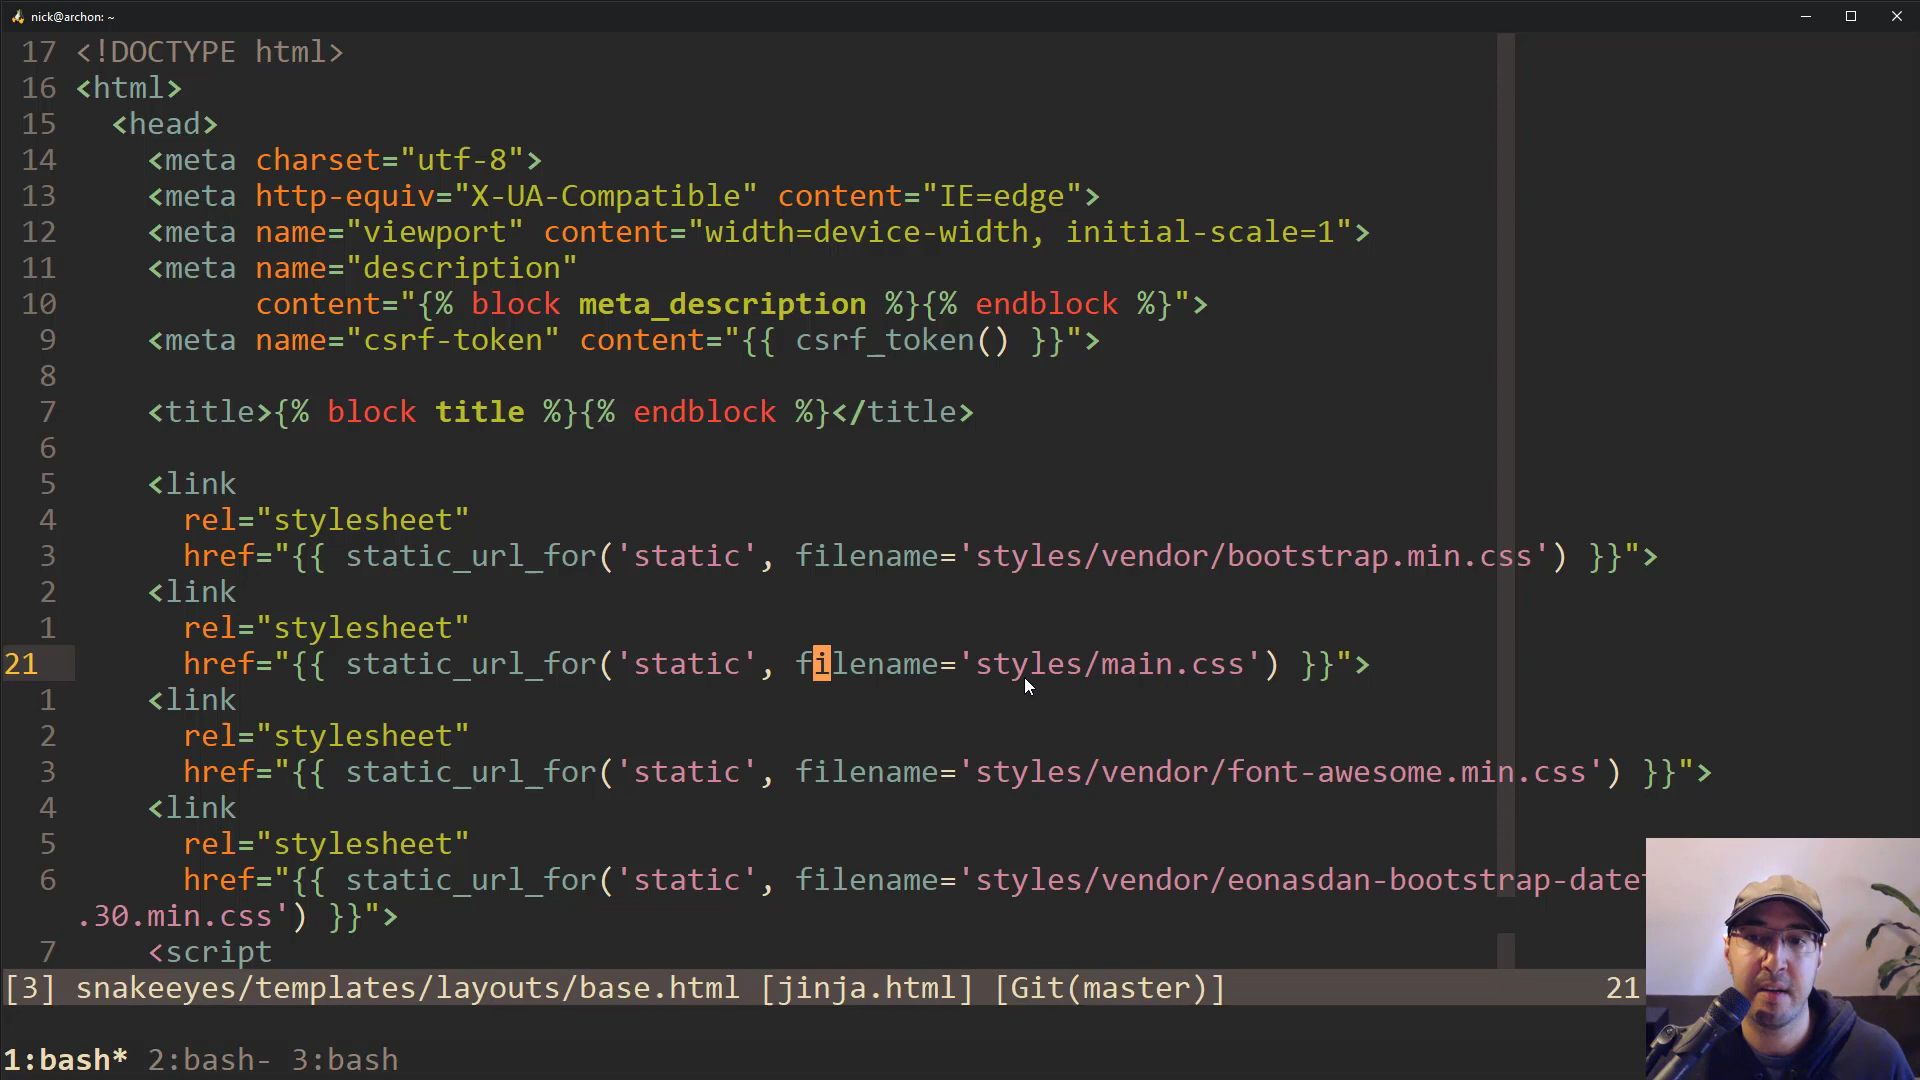 nick@archon: ~
17 <!DOCTYPE html>
16 <html>
15 <head>
14 <meta charset="utf-8">
13 <meta http-equiv="X-UA-Compatible" content="IE=edge">
12 <meta name="viewport" content="width=device-width, initial-scale=1">
11 <meta name="description"
10 content="{% block meta_description %}{% endblock %}">
9 <meta name="csrf-token" content="{{ csrf_token() }}">
8
7 <title>{% block title %}{% endblock %}</title>
6
5 <link
4 rel="stylesheet"
3 href="{{ static_url_for('static', filename='styles/vendor/bootstrap.min.css') }}">
2 <link
1 rel="stylesheet"
21 href="{{ static_url_for('static', filename='styles/main.css') }}">
1 <link
2 rel="stylesheet"
3 href="{{ static_url_for('static', filename='styles/vendor/font-awesome.min.css') }}">
4 <link
5 rel="stylesheet"
6 href="{{ static_url_for('static', filename='styles/vendor/eonasdan-bootstrap-datet
.30.min.css') }}">
7 <script
[3] snakeeyes/templates/layouts/base.html [jinja.html] [Git(master)] 21
1:bash* 2:bash- 3:bash